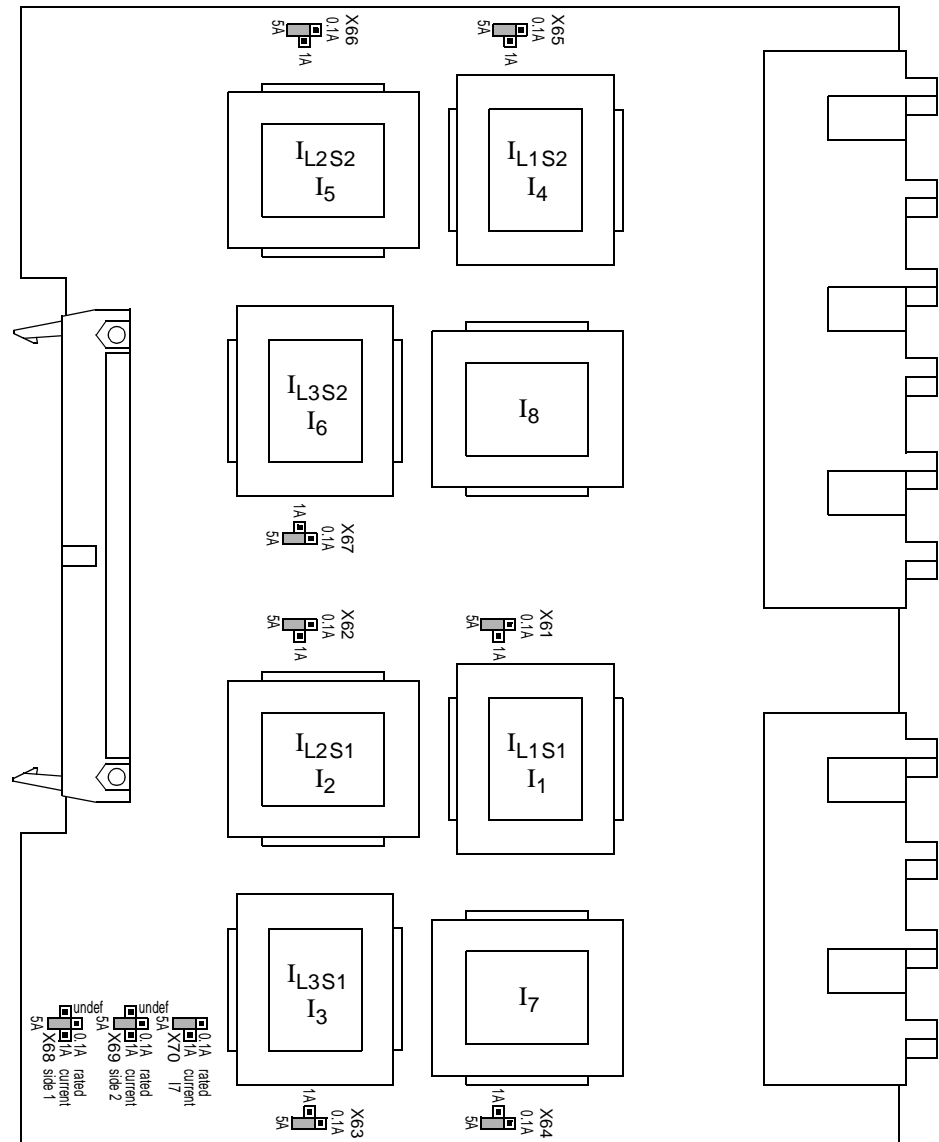 X66
0.1A
5A
1A
X65
0.1A
5A
1A
IL2S2
I5
IL1S2
I4
IL3S2
I6
I8
1A
X67
0.1A
5A
X62
0.1A
5A
1A
X61
0.1A
5A
1A
IL2S1
I2
IL1S1
I1
IL3S1
I3
I7
undef
5A
0.1A rated
1A current
X68 side 1
undef
5A
0.1A rated
1A current
X69 side 2
5A
0.1A rated
1A current
X70 I7
1A
X63
0.1A
5A
1A
X64
0.1A
5A